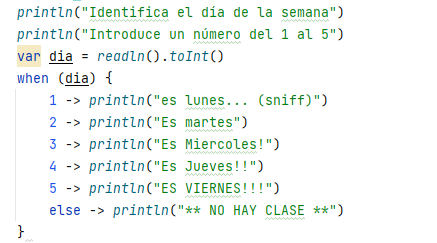 println("Identifica el día de la semana")
println("Introduce un número del 1 al 5")
var dia = readln().toInt()
when (dia) {
1 -> println("es lunes... (sniff)")
2 -> println("Es martes")
3 -> println("Es Miercoles!")
4 -> println("Es Jueves!!")
5 -> println("ES VIERNES!!!")
else -> println("** NO HAY CLASE **")
}